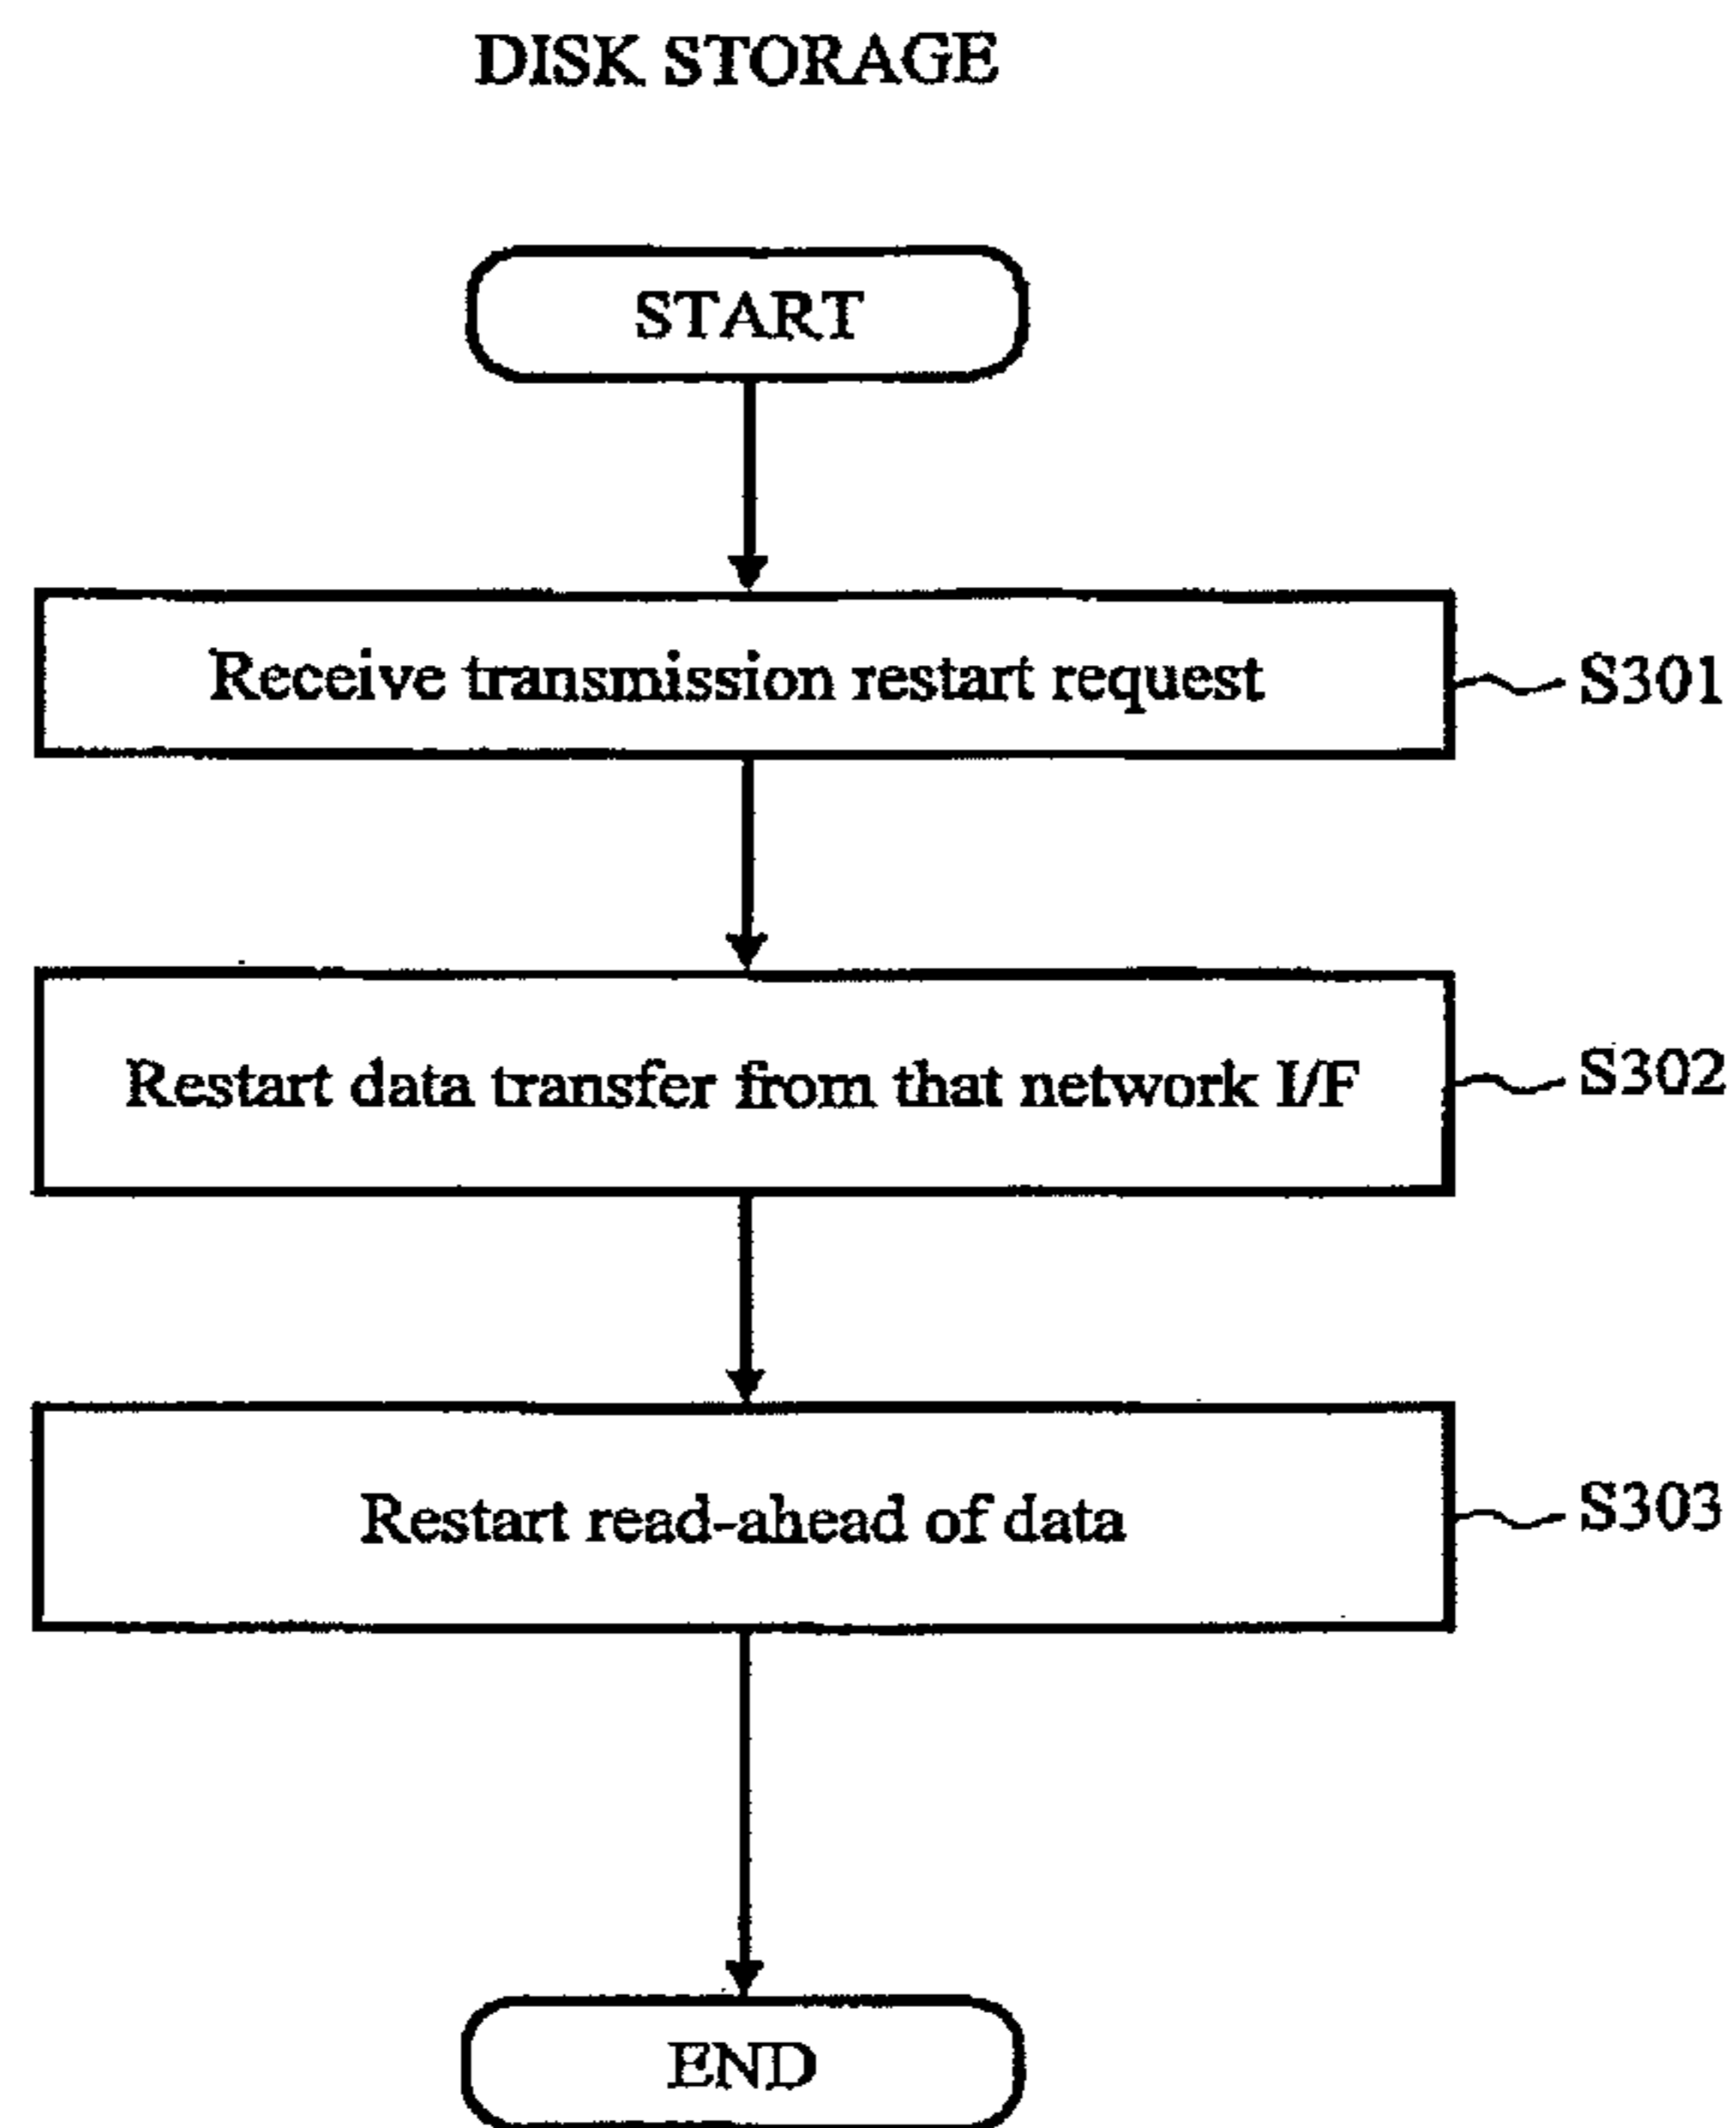 DISK STORAGE
START
Receive transmission restart request
S301
Restart data transfer from that network I/F
S302
Restart read-ahead of data
S303
END